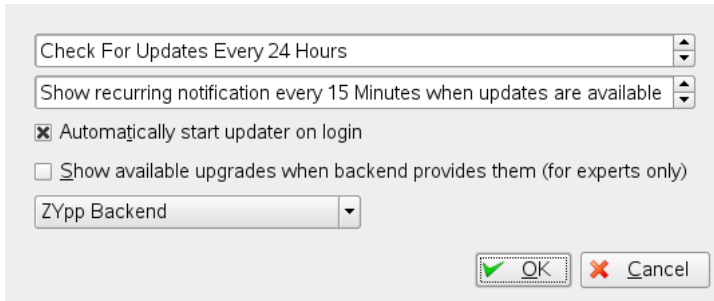 Check For Updates Every 24 Hours
Show recurring notification every 15 Minutes when updates are available
Automatically start updater on login
Show available upgrades when backend provides them (for experts only)
ZYpp Backend
OK
Cancel